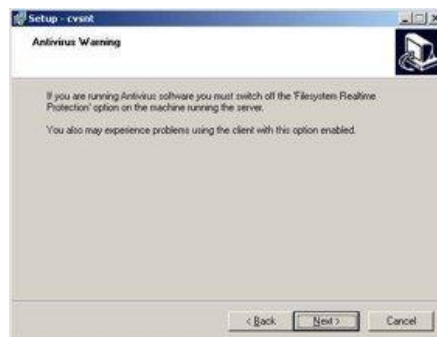 Setup - cvsnt
Antivirus Warning
If you are running Antivirus software you must switch off the 'Filesystem Realtime
Protection' option on the machine running the server.
You also may experience problems using the client with this option enabled.
< Back Next > Cancel